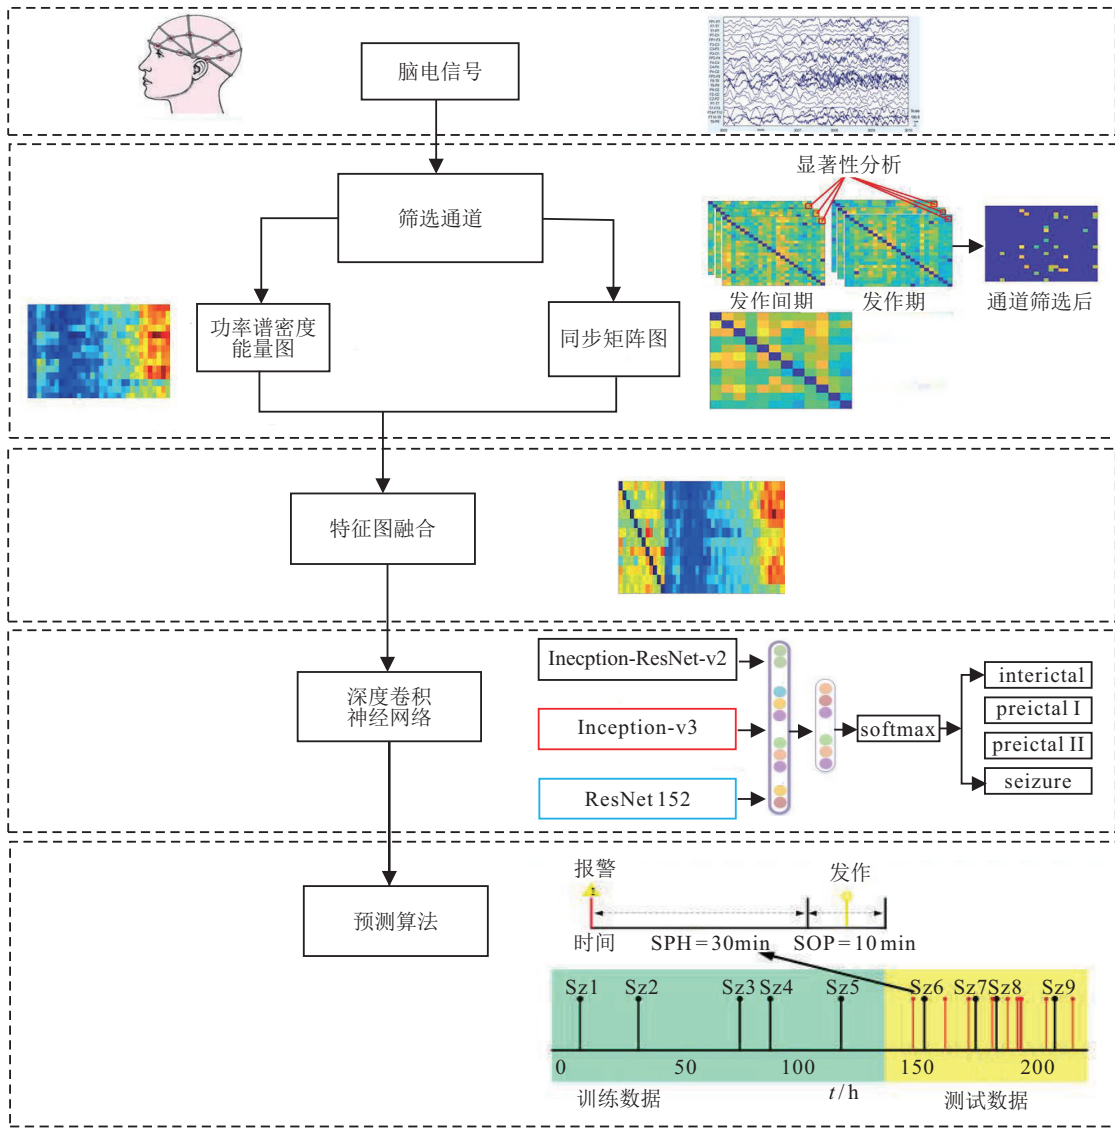 脑电信号
显著性分析
筛选通道
发作间期
发作期
通道筛选后
功率谱密度
能量图
同步矩阵图
特征图融合
Inecption-ResNet-v2
Inception-v3
ResNet 152
softmax
interictal
preictal I
preictal II
seizure
深度卷积
神经网络
报警
发作
预测算法
时间
SPH=30min
SOP=10 min
Sz1
Sz2
Sz3
Sz4
Sz5
Sz6
Sz7
Sz8
Sz9
0
50
100
150
200
训练数据
t/h
测试数据